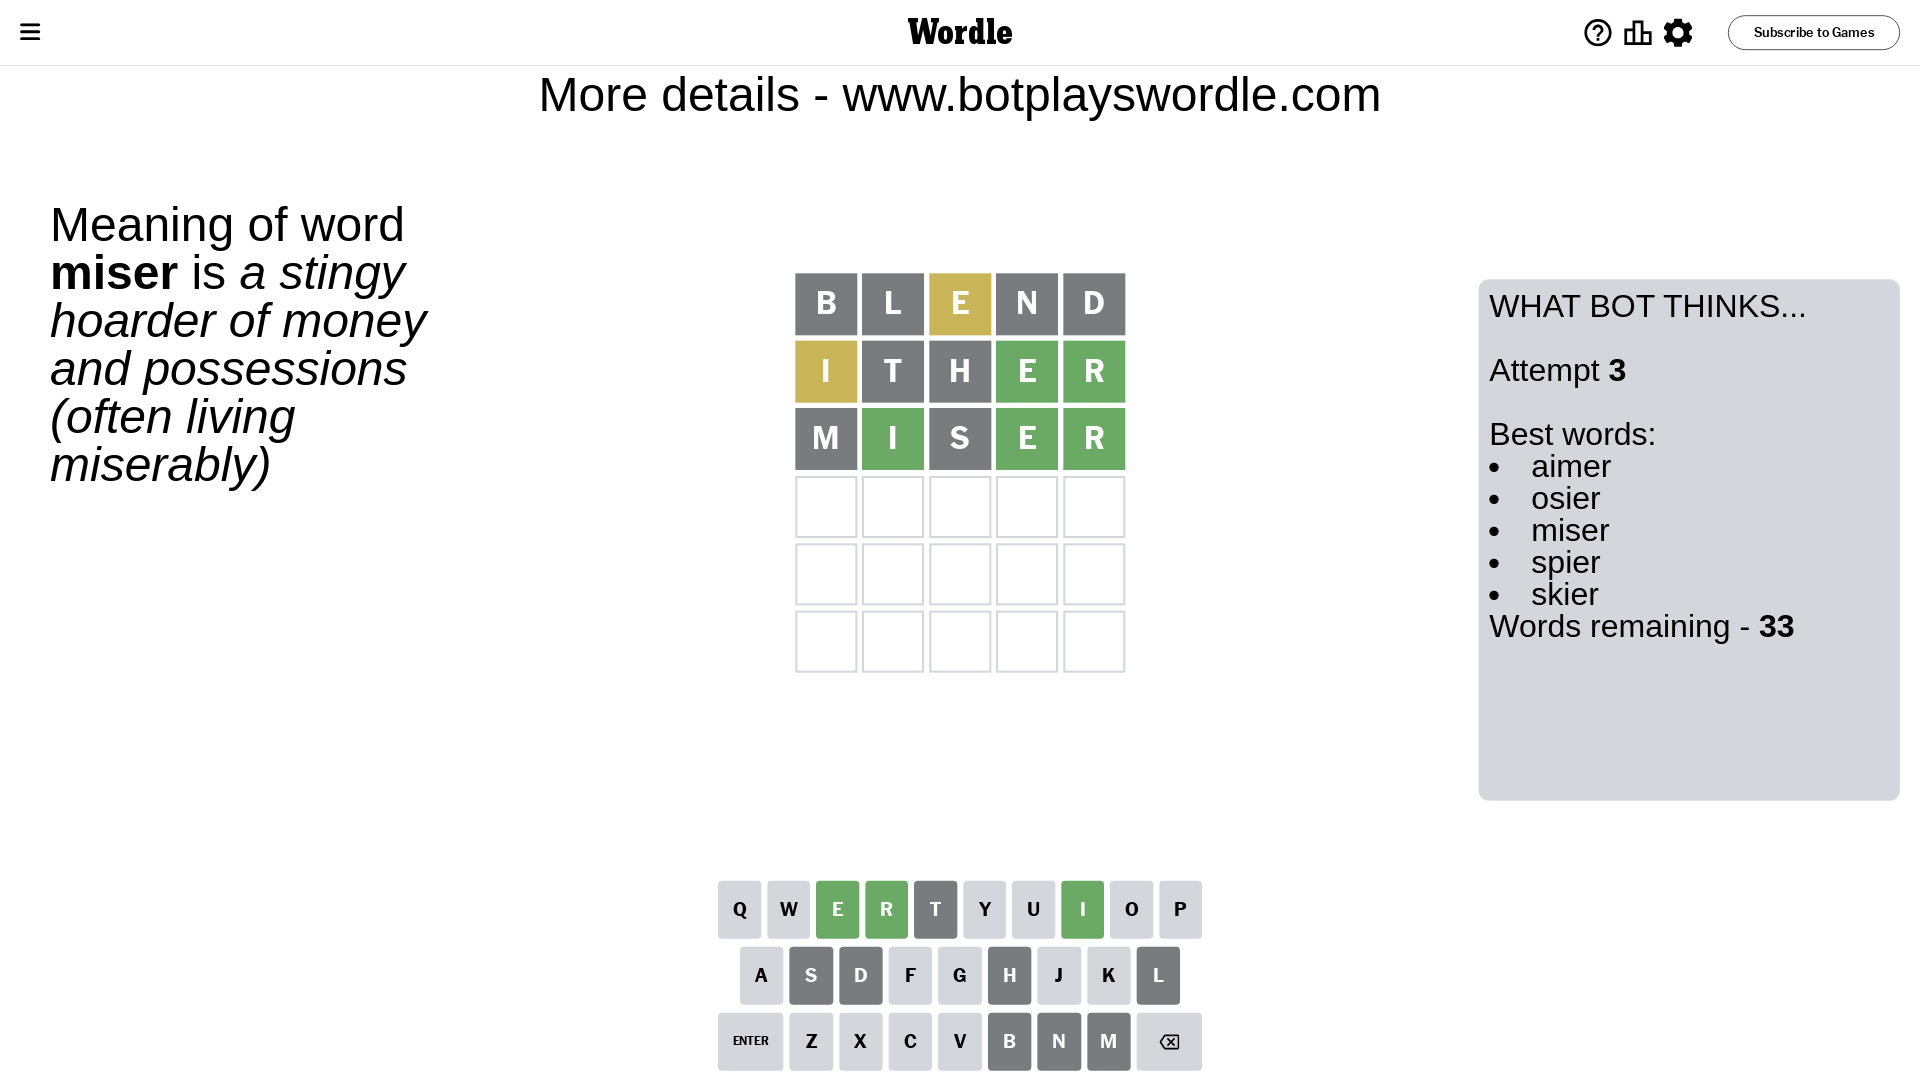 Wordle
Subscribe to Games
More details - www.botplayswordle.com
Meaning of word
miser is a stingy
hoarder of money
and possessions
(often living
miserably)
B L E N D
I T H E R
M I S E R
WHAT BOT THINKS...
Attempt 3
Best words:
• aimer
• osier
• miser
• spier
• skier
Words remaining - 33
Q W E R T Y U I O P
A S D F G H J K L
ENTER Z X C V B N M